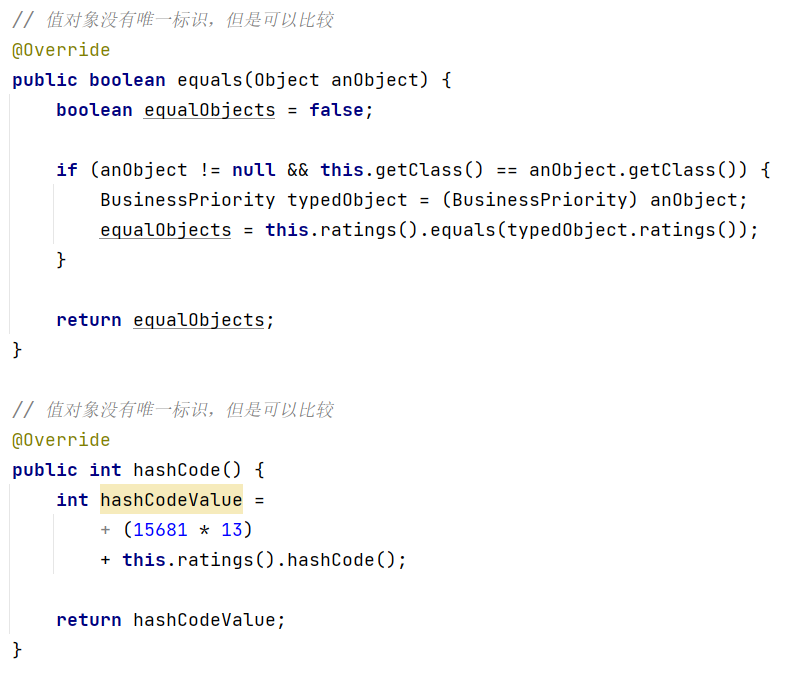 // 值对象没有唯一标识，但是可以比较
@Override
public boolean equals(Object anObject) {
    boolean equalObjects = false;

    if (anObject != null && this.getClass() == anObject.getClass()) {
        BusinessPriority typedObject = (BusinessPriority) anObject;
        equalObjects = this.ratings().equals(typedObject.ratings());
    }

    return equalObjects;
}

// 值对象没有唯一标识，但是可以比较
@Override
public int hashCode() {
    int hashCodeValue =
        + (15681 * 13)
        + this.ratings().hashCode();

    return hashCodeValue;
}